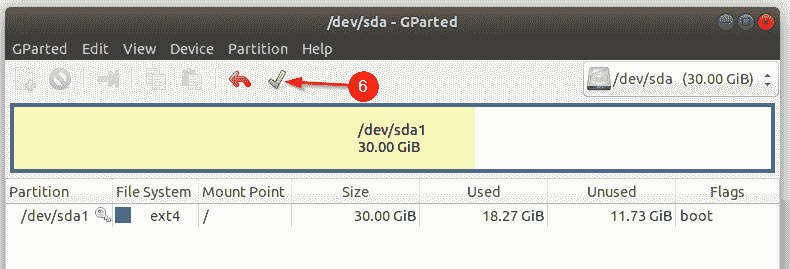 /dev/sda - GParted
GParted Edit View Device Partition Help
6
/dev/sda (30.00 GiB)
/dev/sda1
30.00 GiB
Partition File System Mount Point Size Used Unused Flags
/dev/sda1 ext4 / 30.00 GiB 18.27 GiB 11.73 GiB boot